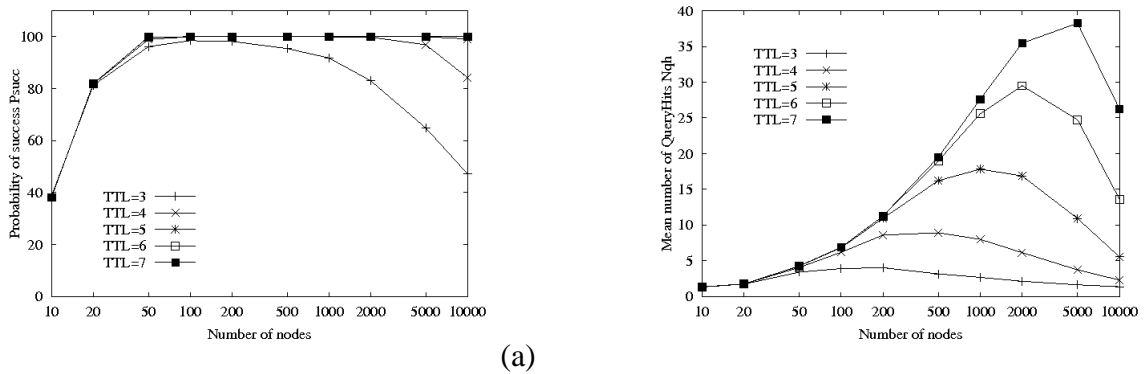 Probability of success Psucc
100
80
60
40
20
0
TTL=3
TTL=4
TTL=5
TTL=6
TTL=7
10 20 50 100 200 500 1000 2000 5000 10000
Number of nodes
Mean number of QueryHits Nqh
40
35
30
25
20
15
10
5
0
TTL=3
TTL=4
TTL=5
TTL=6
TTL=7
10 20 50 100 200 500 1000 2000 5000 10000
Number of nodes
(a)